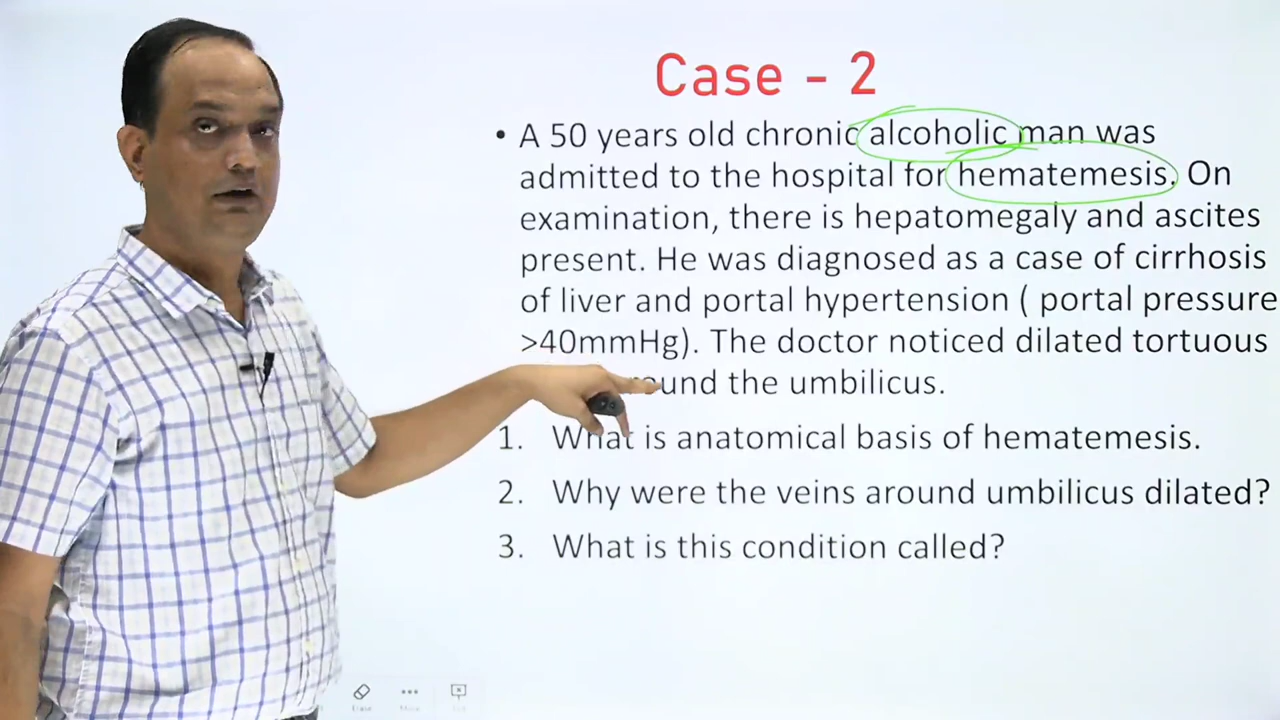 Case - 2
• A 50 years old chronic alcoholic man was
admitted to the hospital for hematemesis. On
examination, there is hepatomegaly and ascites
present. He was diagnosed as a case of cirrhosis
of liver and portal hypertension ( portal pressure
>40mmHg). The doctor noticed dilated tortuous
the umbilicus.
1. What is anatomical basis of hematemesis.
2. Why were the veins around umbilicus dilated?
3. What is this condition called?
Erase
More